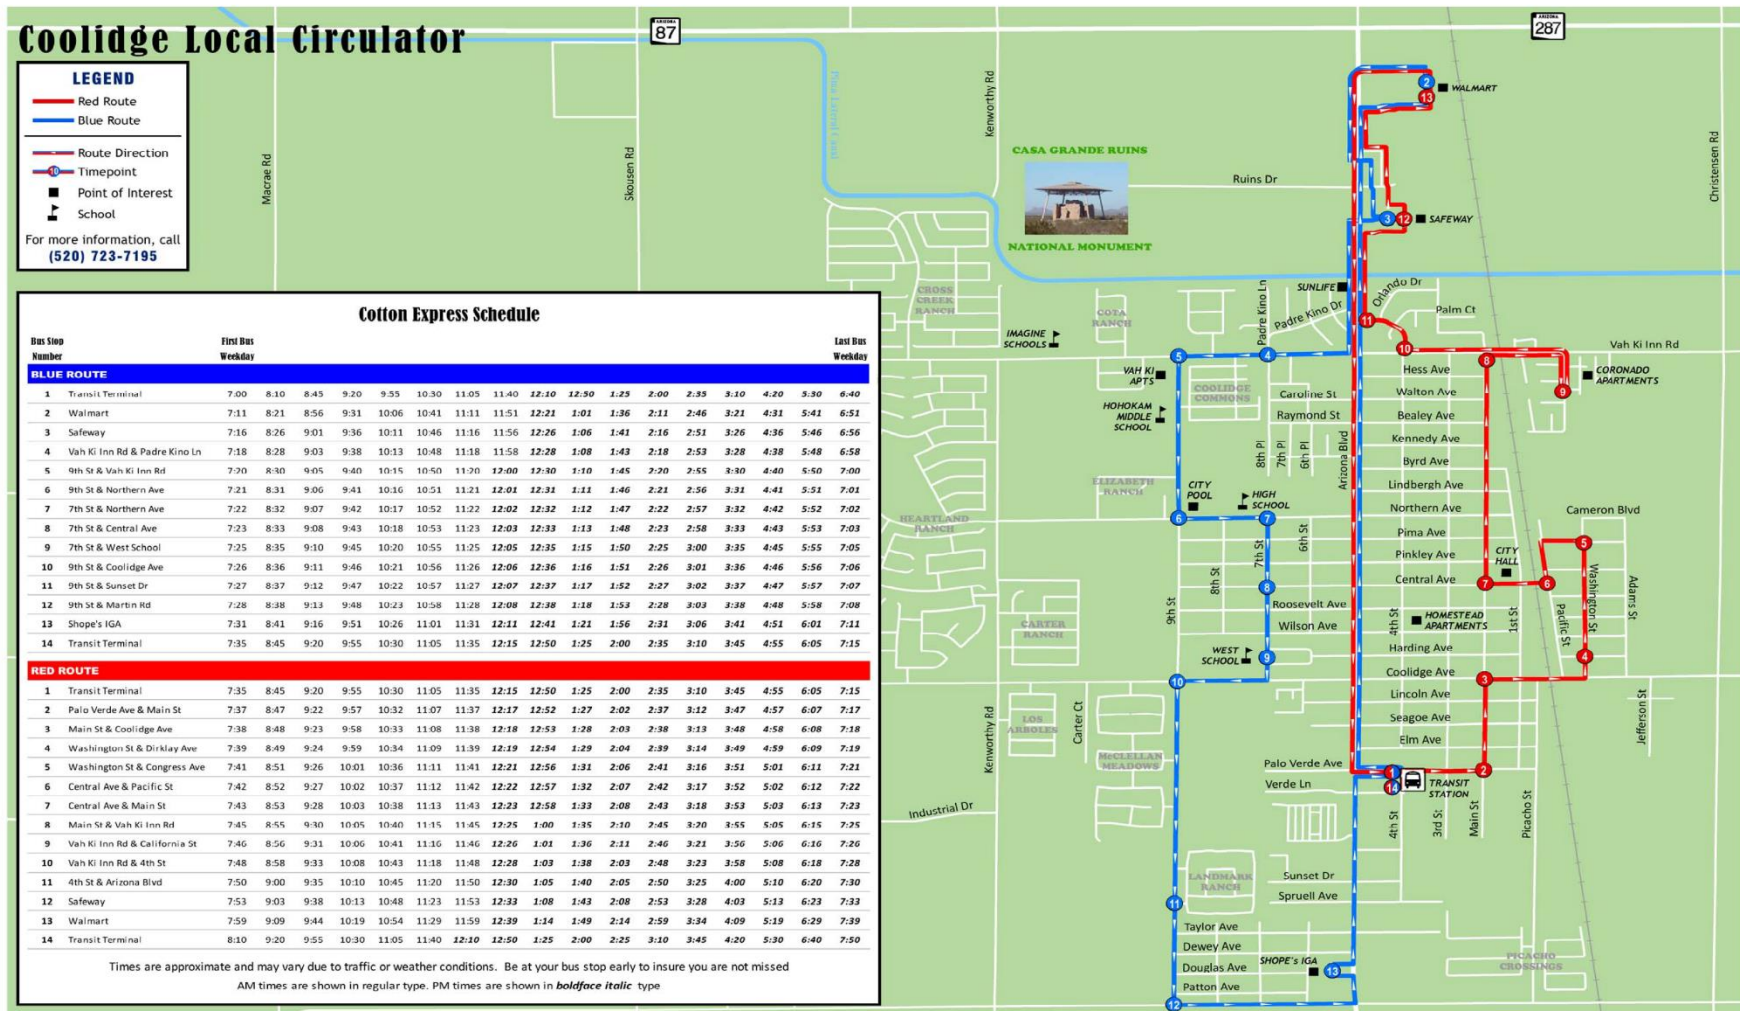 Coolidge Local Circulator
LEGEND
Red Route
Blue Route
Route Direction
10 Timepoint
Point of Interest
School
For more information, call
(520) 723-7195
Cotton Express Schedule
Bus Stop First Bus Last Bus
Number Weekday Weekday
BLUE ROUTE
1 Transit Terminal 7:00 8:10 8:45 9:20 9:55 10:30 11:05 11:40 12:10 12:50 1:25 2:00 2:35 3:10 4:20 5:30 6:40
2 Walmart 7:11 8:21 8:56 9:31 10:06 10:41 11:11 11:51 12:21 1:01 1:36 2:11 2:46 3:21 4:31 5:41 6:51
3 Safeway 7:16 8:26 9:01 9:36 10:11 10:46 11:16 11:56 12:26 1:06 1:41 2:16 2:51 3:26 4:36 5:46 6:56
4 Vah Ki Inn Rd & Padre Kino Ln 7:18 8:28 9:03 9:38 10:13 10:48 11:18 11:58 12:28 1:08 1:43 2:18 2:53 3:28 4:38 5:48 6:58
5 9th St & Vah Ki Inn Rd 7:20 8:30 9:05 9:40 10:15 10:50 11:20 12:00 12:30 1:10 1:45 2:20 2:55 3:30 4:40 5:50 7:00
6 9th St & Northern Ave 7:21 8:31 9:06 9:41 10:16 10:51 11:21 12:01 12:31 1:11 1:46 2:21 2:56 3:31 4:41 5:51 7:01
7 7th St & Northern Ave 7:22 8:32 9:07 9:42 10:17 10:52 11:22 12:02 12:32 1:12 1:47 2:22 2:57 3:32 4:42 5:52 7:02
8 7th St & Central Ave 7:23 8:33 9:08 9:43 10:18 10:53 11:23 12:03 12:33 1:13 1:48 2:23 2:58 3:33 4:43 5:53 7:03
9 7th St & West School 7:25 8:35 9:10 9:45 10:20 10:55 11:25 12:05 12:35 1:15 1:50 2:25 3:00 3:35 4:45 5:55 7:05
10 9th St & Coolidge Ave 7:26 8:36 9:11 9:46 10:21 10:56 11:26 12:06 12:36 1:16 1:51 2:26 3:01 3:36 4:46 5:56 7:06
11 9th St & Sunset Dr 7:27 8:37 9:12 9:47 10:22 10:57 11:27 12:07 12:37 1:17 1:52 2:27 3:02 3:37 4:47 5:57 7:07
12 9th St & Martin Rd 7:28 8:38 9:13 9:48 10:23 10:58 11:28 12:08 12:38 1:18 1:53 2:28 3:03 3:38 4:48 5:58 7:08
13 Shope's IGA 7:31 8:41 9:16 9:51 10:26 11:01 11:31 12:11 12:41 1:21 1:56 2:31 3:06 3:41 4:51 6:01 7:11
14 Transit Terminal 7:35 8:45 9:20 9:55 10:30 11:05 11:35 12:15 12:50 1:25 2:00 2:35 3:10 3:45 4:55 6:05 7:15
RED ROUTE
1 Transit Terminal 7:35 8:45 9:20 9:55 10:30 11:05 11:35 12:15 12:50 1:25 2:00 2:35 3:10 3:45 4:55 6:05 7:15
2 Palo Verde Ave & Main St 7:37 8:47 9:22 9:57 10:32 11:07 11:37 12:17 12:52 1:27 2:02 2:37 3:12 3:47 4:57 6:07 7:17
3 Main St & Coolidge Ave 7:38 8:48 9:23 9:58 10:33 11:08 11:38 12:18 12:53 1:28 2:03 2:38 3:13 3:48 4:58 6:08 7:18
4 Washington St & Dirklay Ave 7:39 8:49 9:24 9:59 10:34 11:09 11:39 12:19 12:54 1:29 2:04 2:39 3:14 3:49 4:59 6:09 7:19
5 Washington St & Congress Ave 7:41 8:51 9:26 10:01 10:36 11:11 11:41 12:21 12:56 1:31 2:06 2:41 3:16 3:51 5:01 6:11 7:21
6 Central Ave & Pacific St 7:42 8:52 9:27 10:02 10:37 11:12 11:42 12:22 12:57 1:32 2:07 2:42 3:17 3:52 5:02 6:12 7:22
7 Central Ave & Main St 7:43 8:53 9:28 10:03 10:38 11:13 11:43 12:23 12:58 1:33 2:08 2:43 3:18 3:53 5:03 6:13 7:23
8 Main St & Vah Ki Inn Rd 7:45 8:55 9:30 10:05 10:40 11:15 11:45 12:25 1:00 1:35 2:10 2:45 3:20 3:55 5:05 6:15 7:25
9 Vah Ki Inn Rd & California St 7:46 8:56 9:31 10:06 10:41 11:16 11:46 12:26 1:01 1:36 2:11 2:46 3:21 3:56 5:06 6:16 7:26
10 Vah Ki Inn Rd & 4th St 7:48 8:58 9:33 10:08 10:43 11:18 11:48 12:28 1:03 1:38 2:03 2:48 3:23 3:58 5:08 6:18 7:28
11 4th St & Arizona Blvd 7:50 9:00 9:35 10:10 10:45 11:20 11:50 12:30 1:05 1:40 2:05 2:50 3:25 4:00 5:10 6:20 7:30
12 Safeway 7:53 9:03 9:38 10:13 10:48 11:23 11:53 12:33 1:08 1:43 2:08 2:53 3:28 4:03 5:13 6:23 7:33
13 Walmart 7:59 9:09 9:44 10:19 10:54 11:29 11:59 12:39 1:14 1:49 2:14 2:59 3:34 4:09 5:19 6:29 7:39
14 Transit Terminal 8:10 9:20 9:55 10:30 11:05 11:40 12:10 12:50 1:25 2:00 2:25 3:10 3:45 4:20 5:30 6:40 7:50
Times are approximate and may vary due to traffic or weather conditions. Be at your bus stop early to insure you are not missed
AM times are shown in regular type. PM times are shown in boldface italic type
ARIZONA
87
ARIZONA
287
Macrae Rd
Skousen Rd
Kenworthy Rd
Christensen Rd
2
WALMART
13
CASA GRANDE RUINS
NATIONAL MONUMENT
Ruins Dr
3
12
SAFEWAY
SUNLIFE
Orlando Dr
Palm Ct
Padre Kino Ln
Padre Kino Dr
11
10
CROSS
CREEK
RANCH
COTA
RANCH
IMAGINE
SCHOOLS
5
4
8
Vah Ki Inn Rd
VAH KI
APTS
COOLIDGE
COMMONS
Hess Ave
CORONADO
APARTMENTS
9
Caroline St
Walton Ave
HOHOKAM
MIDDLE
SCHOOL
Raymond St
Bealey Ave
Kennedy Ave
8th Pl
7th Pl
6th Pl
Arizona Blvd
Byrd Ave
Lindbergh Ave
ELIZABETH
RANCH
CITY
POOL
HIGH
SCHOOL
Northern Ave
Cameron Blvd
HEARTLAND
RANCH
6
7
6th St
7th St
Pima Ave
Pinkley Ave
CITY
HALL
5
Central Ave
7
6
8th St
8
9th St
Roosevelt Ave
Wilson Ave
4th St
HOMESTEAD
APARTMENTS
1st St
Pacific St
Washington St
Adams St
CARTER
RANCH
WEST
SCHOOL
9
Harding Ave
4
10
Coolidge Ave
3
Lincoln Ave
Seagoe Ave
Elm Ave
Kenworthy Rd
LOS
ARBOLES
Carter Ct
McCLELLAN
MEADOWS
Jefferson St
Palo Verde Ave
1
2
Verde Ln
14
TRANSIT
STATION
Industrial Dr
4th St
3rd St
Main St
Picacho St
LANDMARK
RANCH
Sunset Dr
Spruell Ave
11
Taylor Ave
Dewey Ave
Douglas Ave
SHOPE's IGA
13
PICACHO
CROSSINGS
Patton Ave
12